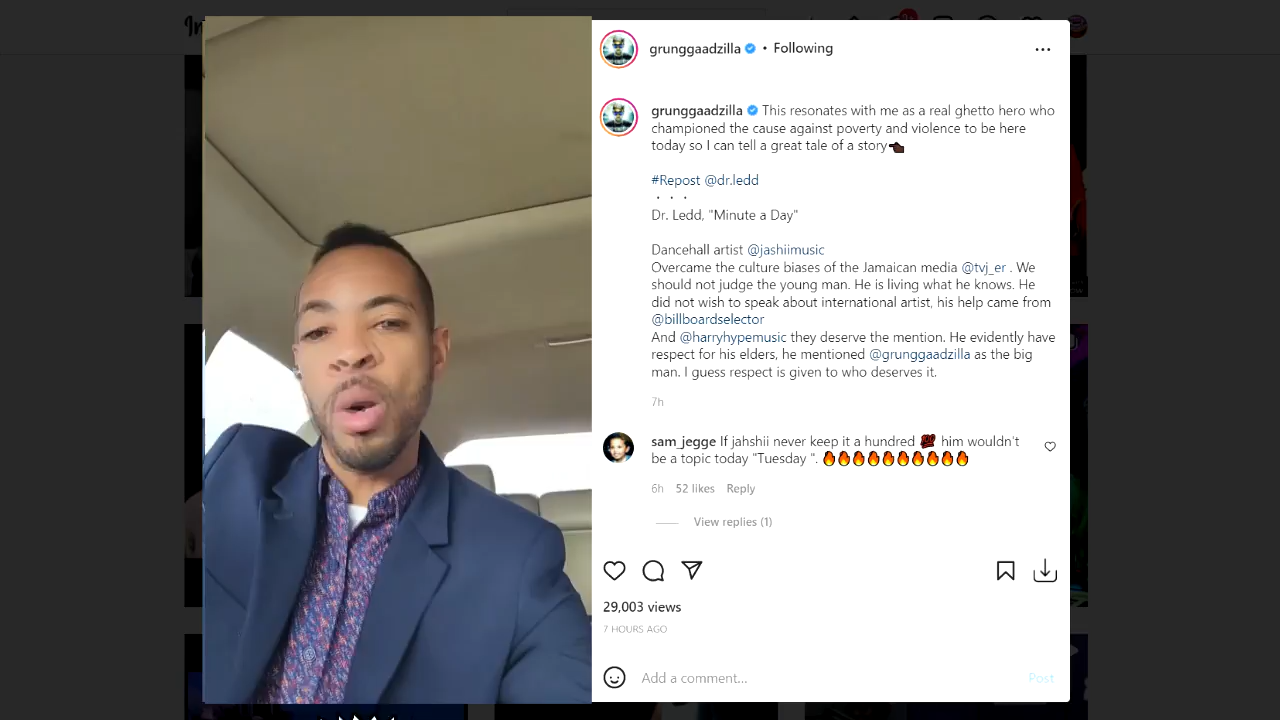 grunggaadzilla • Following
grunggaadzilla This resonates with me as a real ghetto hero who
championed the cause against poverty and violence to be here
today so I can tell a great tale of a story
#Repost @dr.ledd
• • •
Dr. Ledd, "Minute a Day"
Dancehall artist @jashiimusic
Overcame the culture biases of the Jamaican media @tvj_er . We
should not judge the young man. He is living what he knows. He
did not wish to speak about international artist, his help came from
@billboardselector
And @harryhypemusic they deserve the mention. He evidently have
respect for his elders, he mentioned @grunggaadzilla as the big
man. I guess respect is given to who deserves it.
7h
sam_jegge If jahshii never keep it a hundred 💯 him wouldn't
be a topic today "Tuesday ". 🔥🔥🔥🔥🔥🔥🔥🔥🔥🔥
6h 52 likes Reply
View replies (1)
29,003 views
7 HOURS AGO
Add a comment...
Post